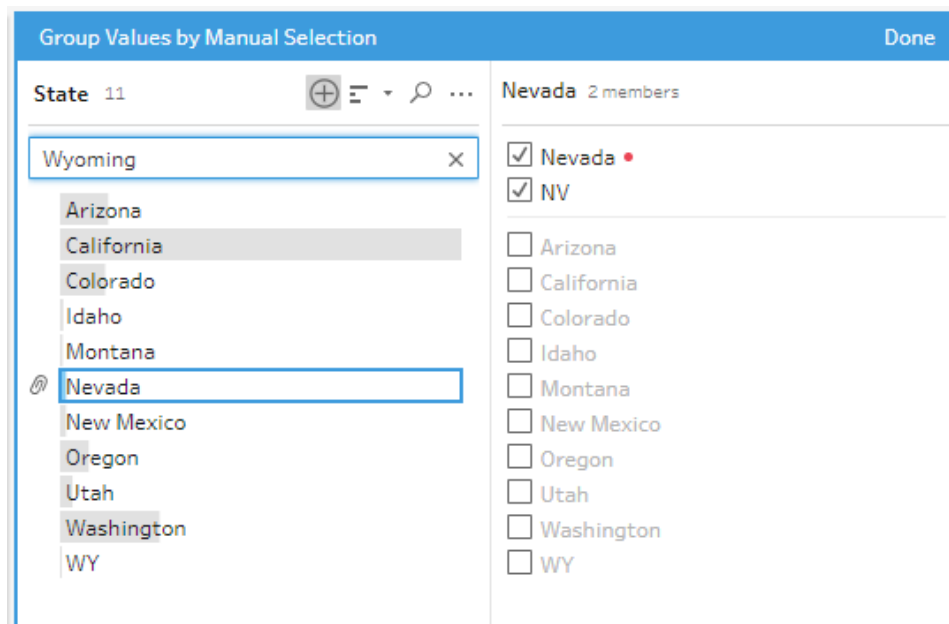 Group Values by Manual Selection Done
State 11
Wyoming
Arizona
California
Colorado
Idaho
Montana
Nevada
New Mexico
Oregon
Utah
Washington
WY
Nevada 2 members
Nevada
NV
Arizona
California
Colorado
Idaho
Montana
New Mexico
Oregon
Utah
Washington
WY